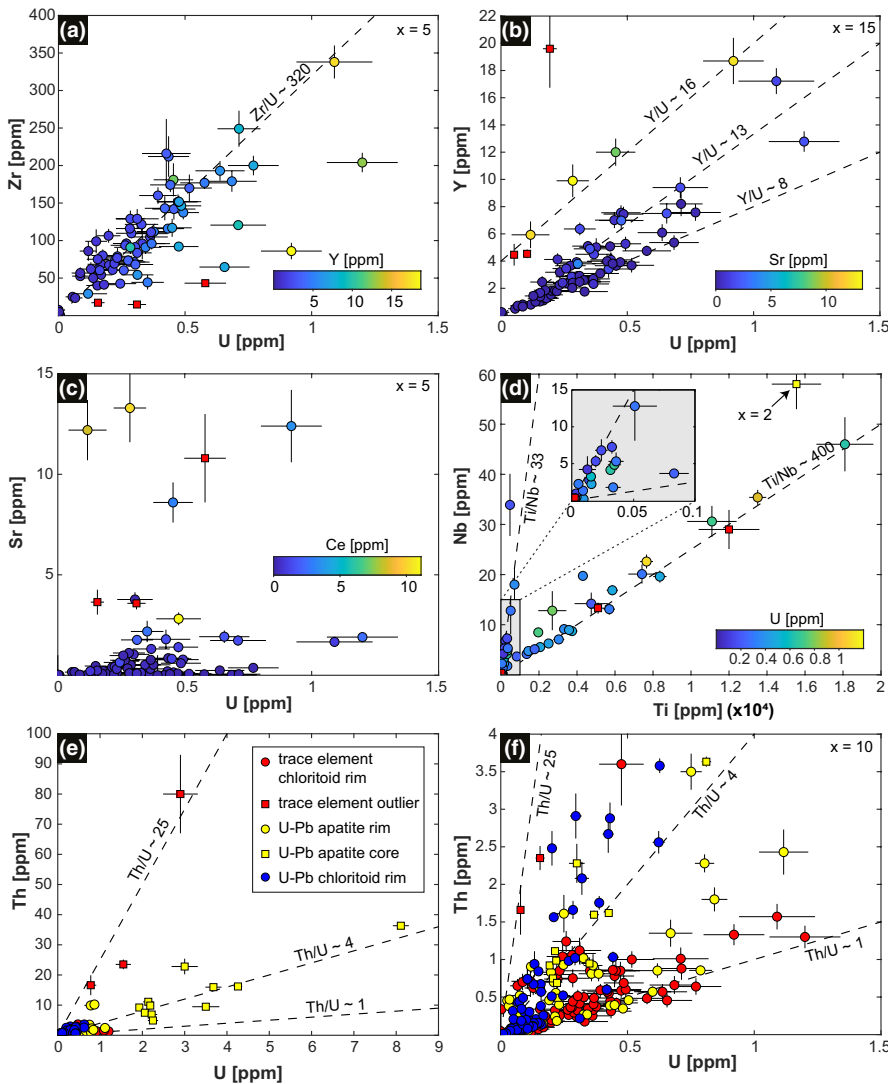 (a)
x = 5
400
350
300
250
200
150
100
50
0
Zr [ppm]
Zr/U ~ 320
Y [ppm]
5 10 15
0 0.5 1 1.5
U [ppm]
(b)
x = 15
22
20
18
16
14
12
10
8
6
4
2
Y [ppm]
Y/U ~ 16
Y/U ~ 13
Y/U ~ 8
Sr [ppm]
0 5 10
0 0.5 1 1.5
U [ppm]
(c)
x = 5
15
10
5
0
Sr [ppm]
Ce [ppm]
0 5 10
0 0.5 1 1.5
U [ppm]
(d)
60
50
40
30
20
10
Nb [ppm]
x = 2
15
10
5
0 0.05 0.1
Ti/Nb ~ 33
Ti/Nb ~ 400
U [ppm]
0.2 0.4 0.6 0.8 1
0 0.2 0.4 0.6 0.8 1 1.2 1.4 1.6 1.8 2
Ti [ppm] (x10⁴)
(e)
100
90
80
70
60
50
40
30
20
10
Th [ppm]
Th/U ~ 25
Th/U ~ 4
Th/U ~ 1
trace element
chloritoid rim
trace element outlier
U-Pb apatite rim
U-Pb apatite core
U-Pb chloritoid rim
0 1 2 3 4 5 6 7 8 9
U [ppm]
(f)
x = 10
4
3.5
3
2.5
2
1.5
1
0.5
Th [ppm]
Th/U ~ 25
Th/U ~ 4
Th/U ~ 1
0 0.5 1 1.5
U [ppm]